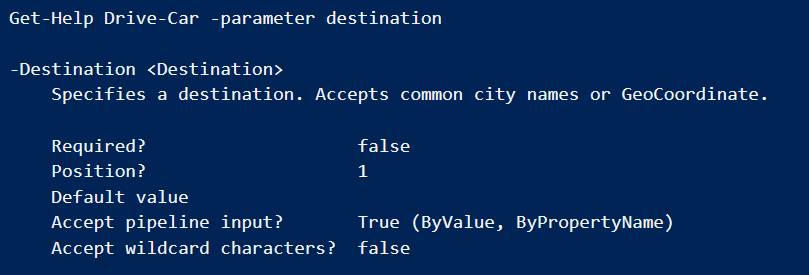 Get-Help Drive-Car -parameter destination
-Destination <Destination>
Specifies a destination. Accepts common city names or GeoCoordinate.
Required? false
Position? 1
Default value
Accept pipeline input? True (ByValue, ByPropertyName)
Accept wildcard characters? false